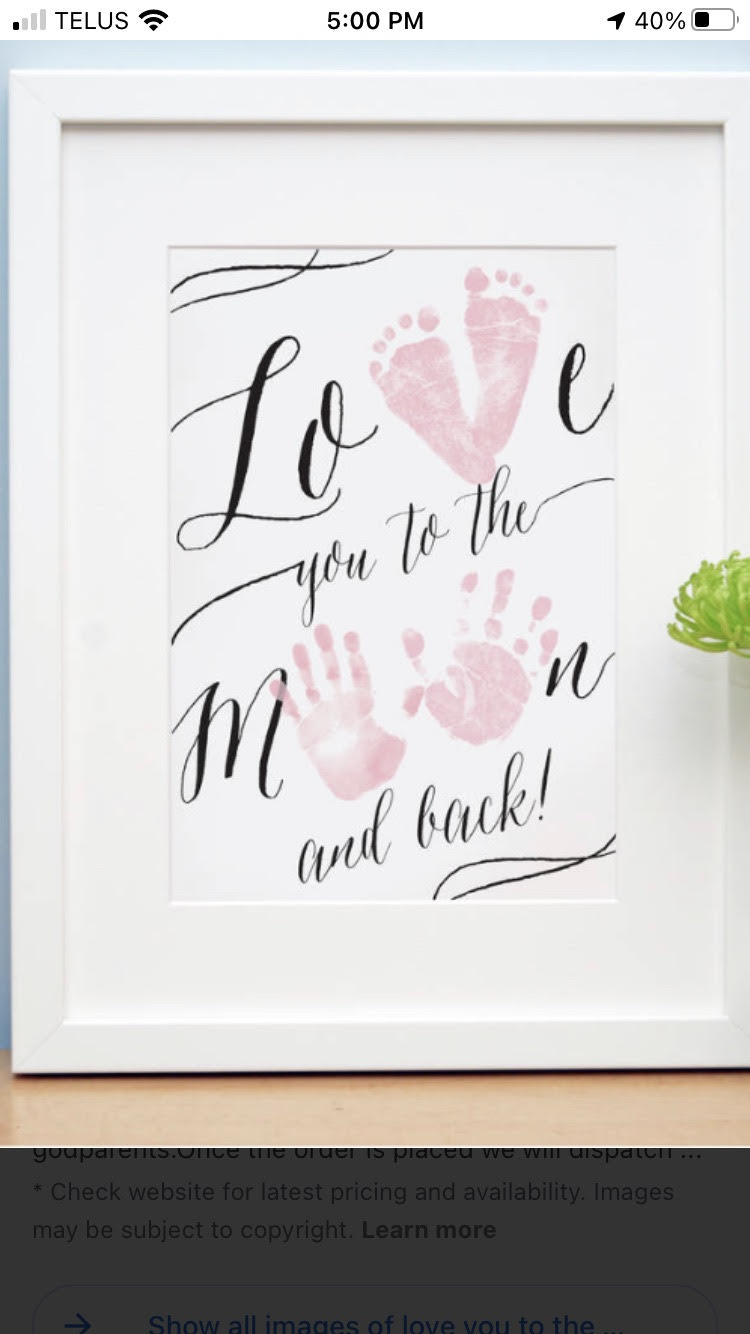 TELUS 5:00 PM 40%
Lo e
you to the
M n
and back!
godparents.Once the order is placed we will dispatch ...
* Check website for latest pricing and availability. Images
may be subject to copyright. Learn more
Show all images of love you to the ...